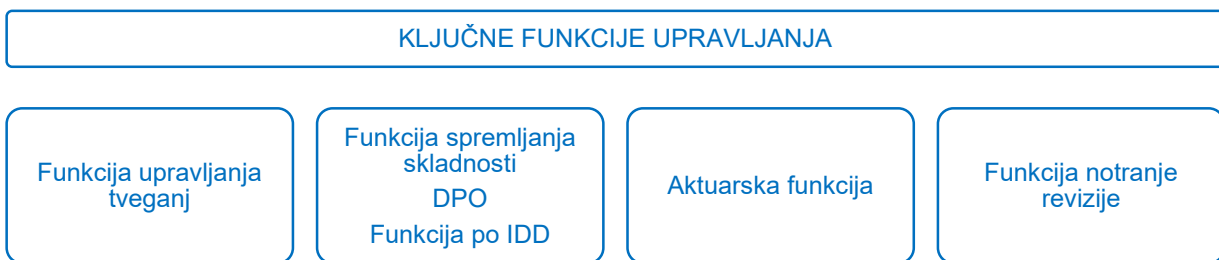 KLJUČNE FUNKCIJE UPRAVLJANJA
Funkcija upravljanja
tveganj
Funkcija spremljanja
skladnosti
DPO
Funkcija po IDD
Aktuarska funkcija
Funkcija notranje
revizije